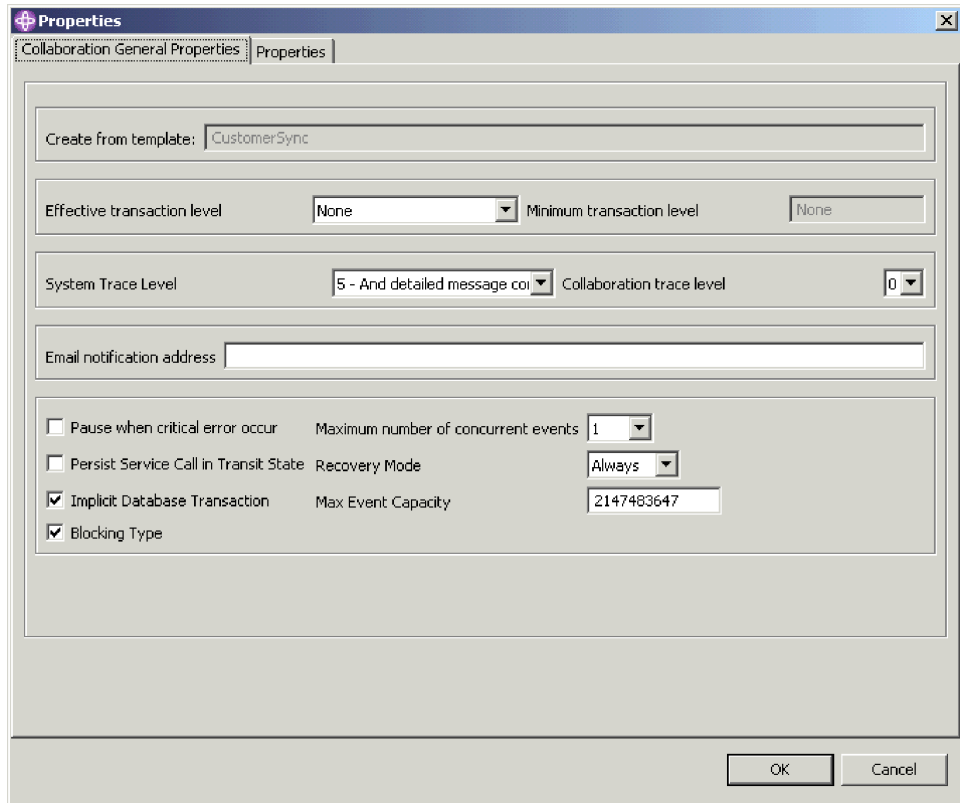 Properties
Collaboration General Properties Properties
Create from template: CustomerSync
Effective transaction level None Minimum transaction level None
System Trace Level 5 - And detailed message Collaboration trace level 0
Email notification address
Pause when critical error occur Maximum number of concurrent events 1
Persist Service Call in Transit State Recovery Mode Always
Implicit Database Transaction Max Event Capacity 2147483647
Blocking Type
OK Cancel